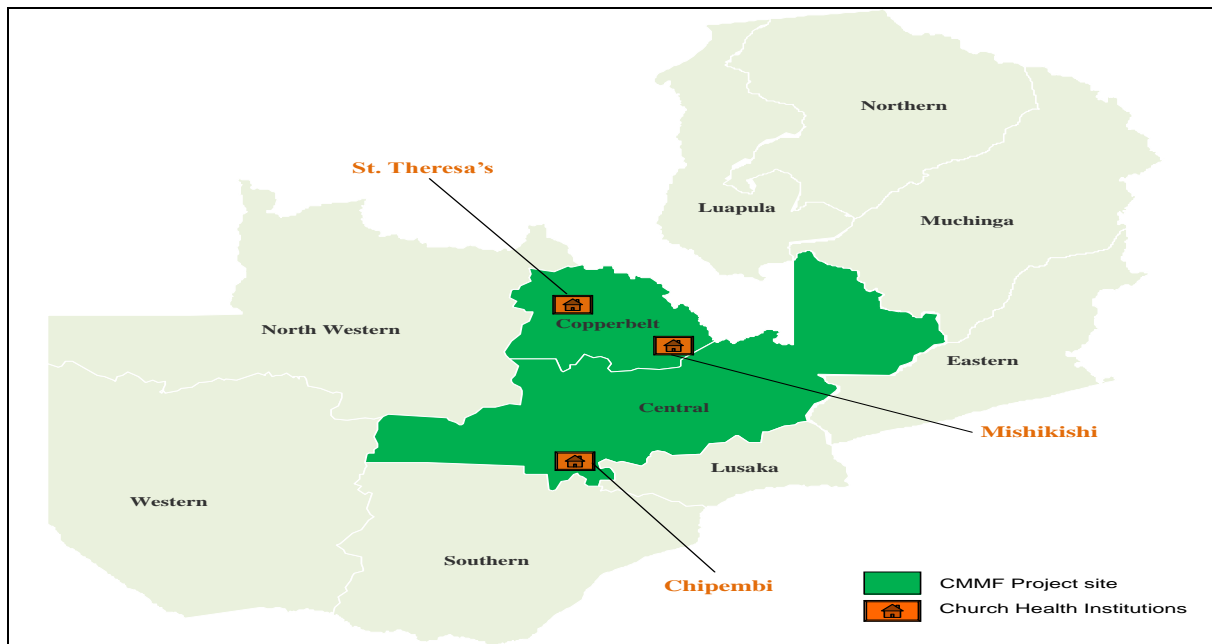 Northern
St. Theresa’s
Luapula
Muchinga
North Western
Copperbelt
Eastern
Central
Mishikishi
Lusaka
Western
Southern
Chipembi
CMMF Project site
Church Health Institutions